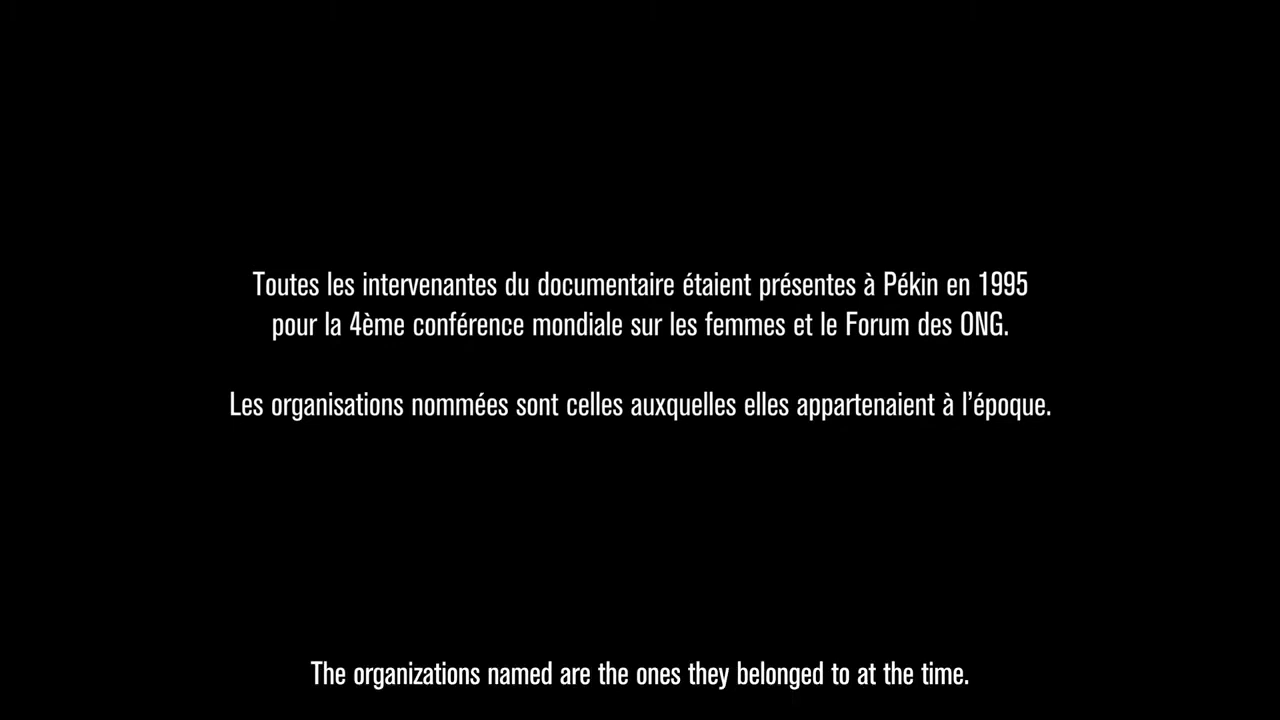 Toutes les intervenantes du documentaire étaient présentes à Pékin en 1995
pour la 4ème conférence mondiale sur les femmes et le Forum des ONG.
Les organisations nommées sont celles auxquelles elles appartenaient à l’époque.
The organizations named are the ones they belonged to at the time.